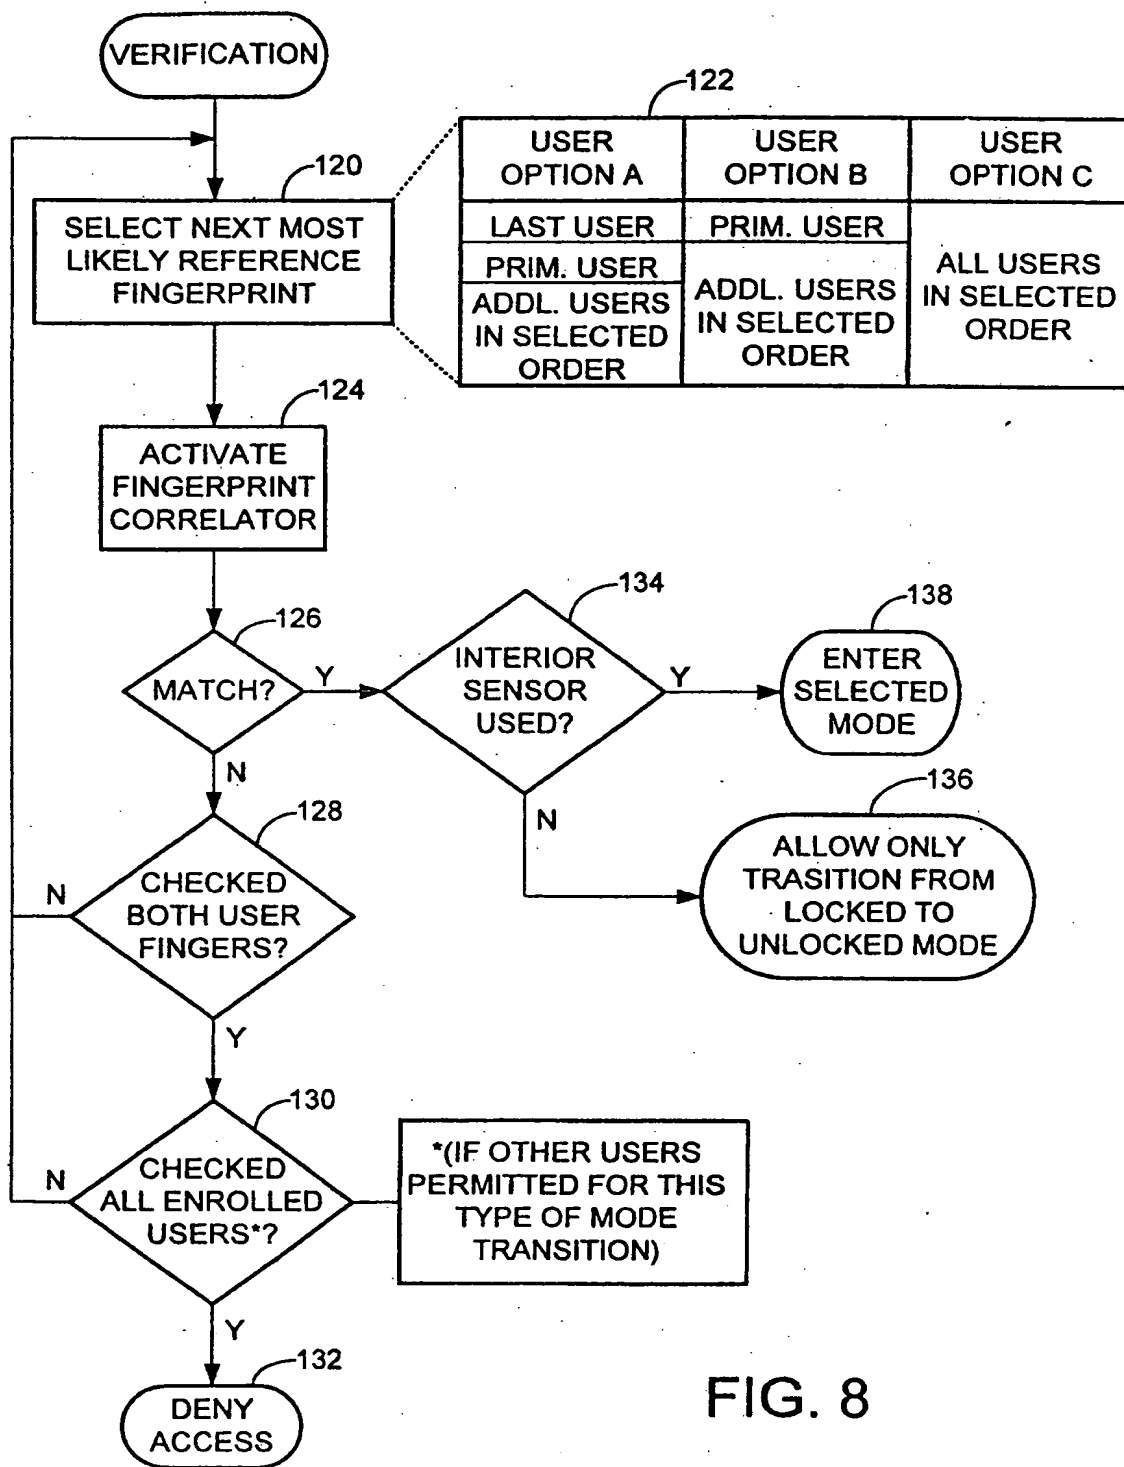 VERIFICATION
122
USER
OPTION A
USER
OPTION B
USER
OPTION C
LAST USER
PRIM. USER
ADDL. USERS
IN SELECTED
ORDER
PRIM. USER
ADDL. USERS
IN SELECTED
ORDER
ALL USERS
IN SELECTED
ORDER
120
SELECT NEXT MOST
LIKELY REFERENCE
FINGERPRINT
124
ACTIVATE
FINGERPRINT
CORRELATOR
126
MATCH?
Y
N
134
INTERIOR
SENSOR
USED?
Y
N
138
ENTER
SELECTED
MODE
136
ALLOW ONLY
TRASITION FROM
LOCKED TO
UNLOCKED MODE
128
CHECKED
BOTH USER
FINGERS?
N
Y
130
CHECKED
ALL ENROLLED
USERS*?
N
Y
*(IF OTHER USERS
PERMITTED FOR THIS
TYPE OF MODE
TRANSITION)
132
DENY
ACCESS
FIG. 8